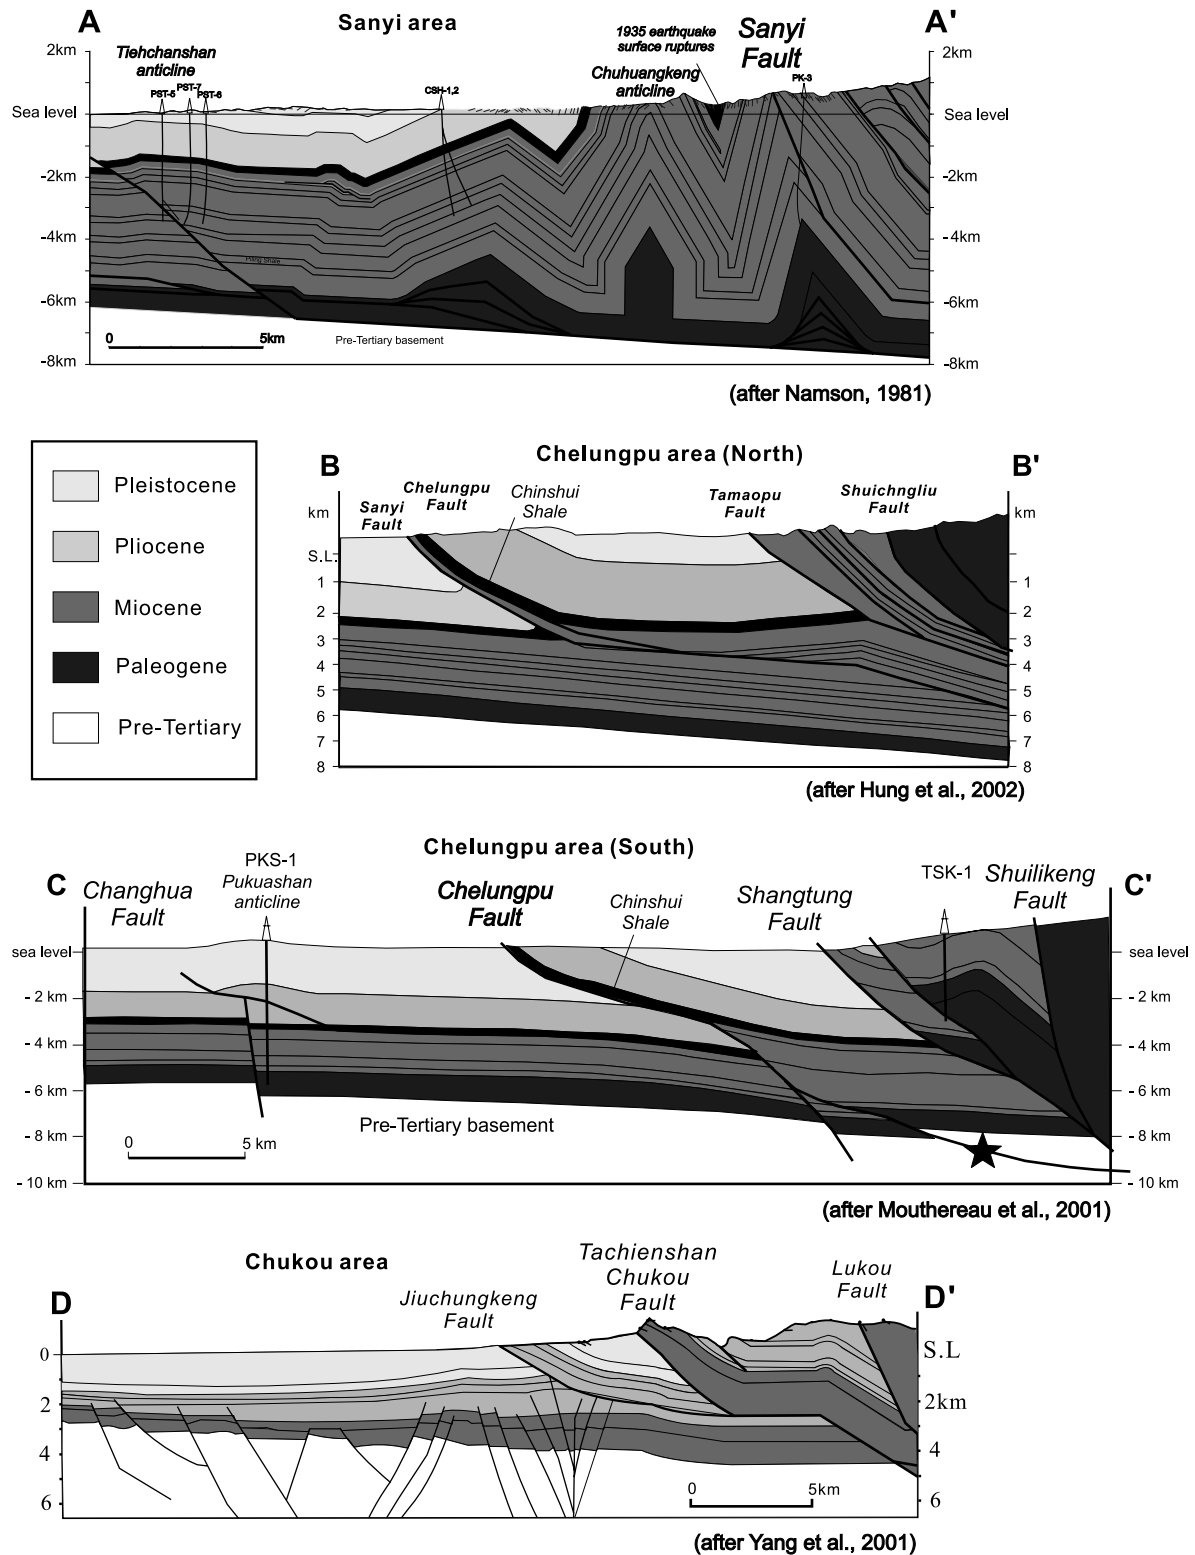 A
Sanyi area
A'
1935 earthquake
surface ruptures
Sanyi
Fault
2km
Tiehchanshan
anticline
Chuhuangkeng
anticline
2km
PST-5
PST-7
PST-6
CSH-1,2
PK-3
Sea level
Sea level
-2km
-2km
-4km
-4km
-6km
-6km
-8km
-8km
0
5km
Pre-Tertiary basement
(after Namson, 1981)
Pleistocene
Pliocene
Miocene
Paleogene
Pre-Tertiary
B
Chelungpu area (North)
B'
km
Sanyi
Fault
Chelungpu
Fault
Chinshui
Shale
Tamaopu
Fault
Shuichngliu
Fault
km
S.L.
1
2
3
4
5
6
7
8
1
2
3
4
5
6
7
8
(after Hung et al., 2002)
Chelungpu area (South)
C
C'
Changhua
Fault
PKS-1
Pukuashan
anticline
Chelungpu
Fault
Chinshui
Shale
Shangtung
Fault
TSK-1
Shuilikeng
Fault
sea level
sea level
- 2 km
- 2 km
- 4 km
- 4 km
- 6 km
- 6 km
- 8 km
- 8 km
- 10 km
- 10 km
0
5 km
Pre-Tertiary basement
(after Mouthereau et al., 2001)
Chukou area
D
D'
Jiuchungkeng
Fault
Tachienshan
Chukou
Fault
Lukou
Fault
0
2
4
6
S.L
2km
4
6
0
5km
(after Yang et al., 2001)